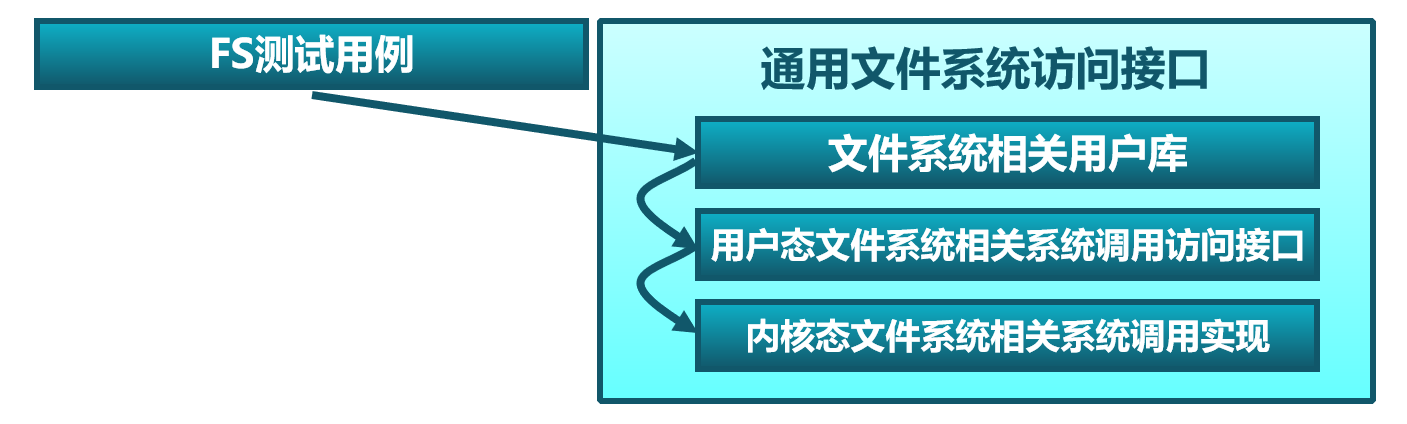 FS测试用例
通用文件系统访问接口
文件系统相关用户库
用户态文件系统相关系统调用访问接口
内核态文件系统相关系统调用实现